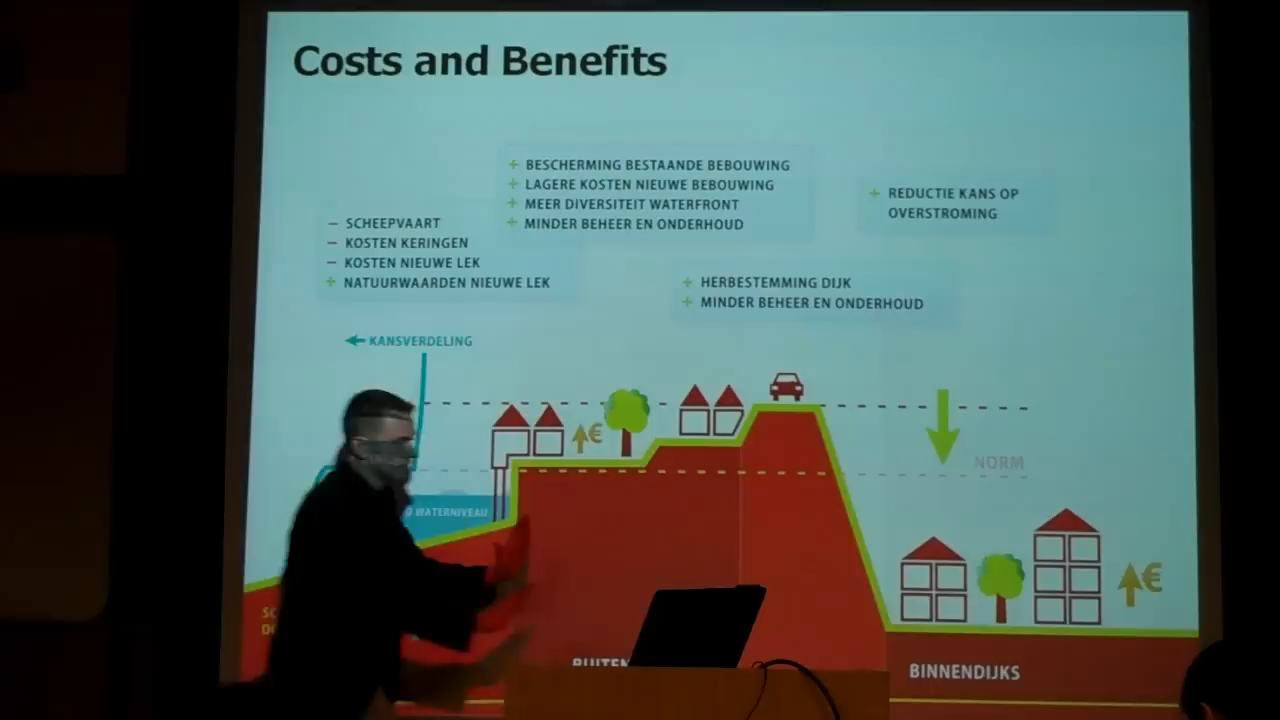 Costs and Benefits
+ BESCHERMING BESTAANDE BEBOUWING
+ LAGERE KOSTEN NIEUWE BEBOUWING
+ MEER DIVERSITEIT WATERFRONT
+ MINDER BEHEER EN ONDERHOUD
+ REDUCTIE KANS OP
OVERSTROMING
– SCHEEPVAART
– KOSTEN KERINGEN
– KOSTEN NIEUWE LEK
+ NATUURWAARDEN NIEUWE LEK
+ HERBESTEMMING DIJK
+ MINDER BEHEER EN ONDERHOUD
KANSVERDELING
€
NORM
WATERNIVEAU
€
BINNENDIJKS